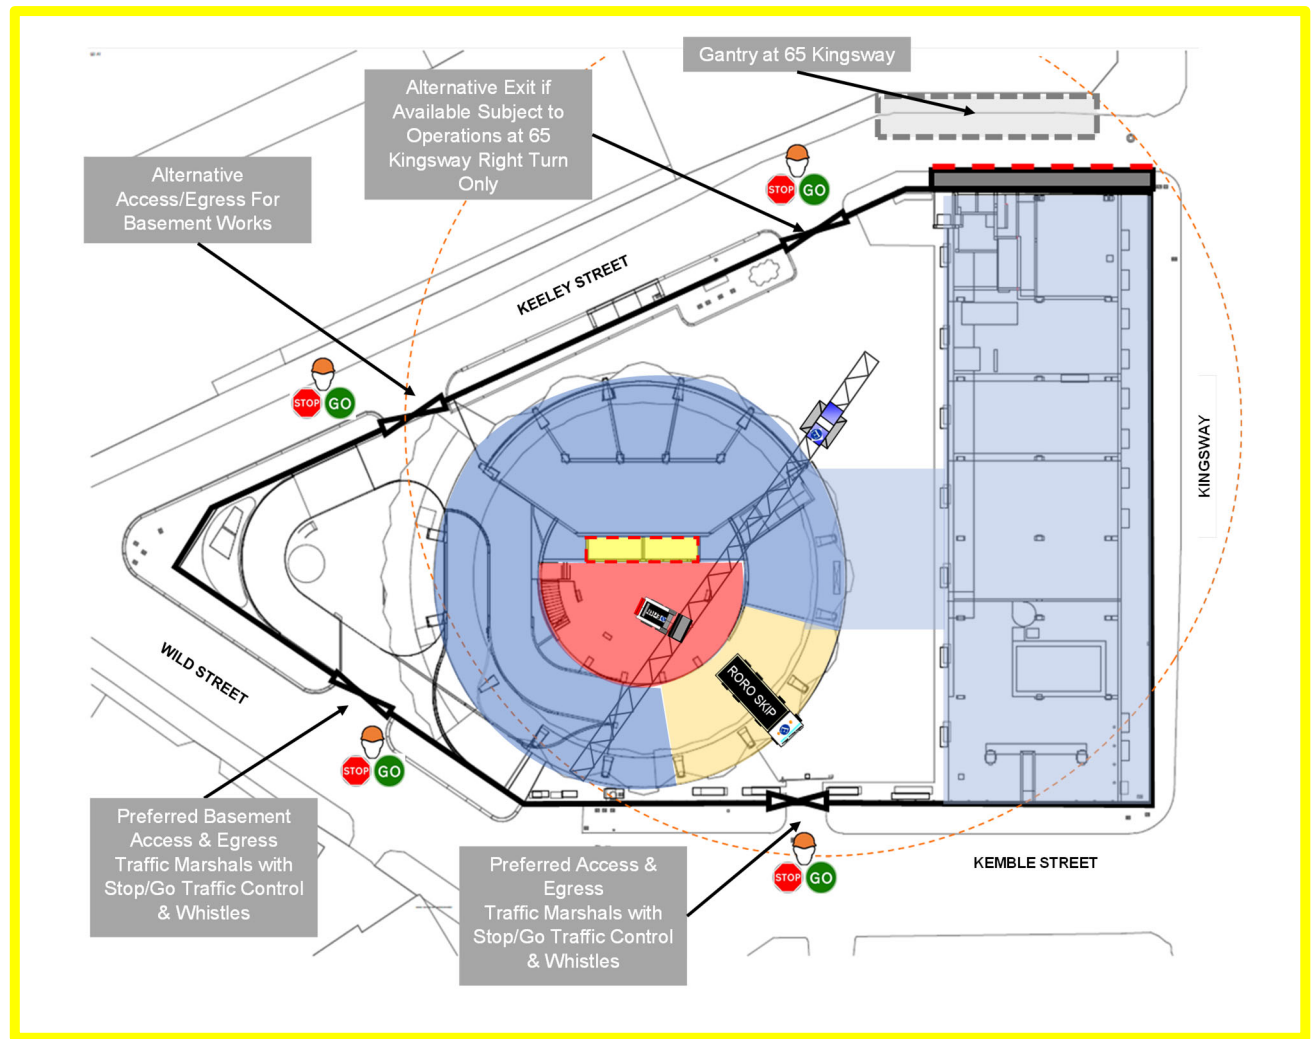 Gantry at 65 Kingsway
Alternative Exit if
Available Subject to
Operations at 65
Kingsway Right Turn
Only
Alternative
Access/Egress For
Basement Works
STOP GO
KEELEY STREET
STOP GO
KINGSWAY
WILD STREET
RORO SKIP
STOP GO
Preferred Basement
Access & Egress
Traffic Marshals with
Stop/Go Traffic Control
& Whistles
Preferred Access &
Egress
Traffic Marshals with
Stop/Go Traffic Control
& Whistles
STOP GO
KEMBLE STREET